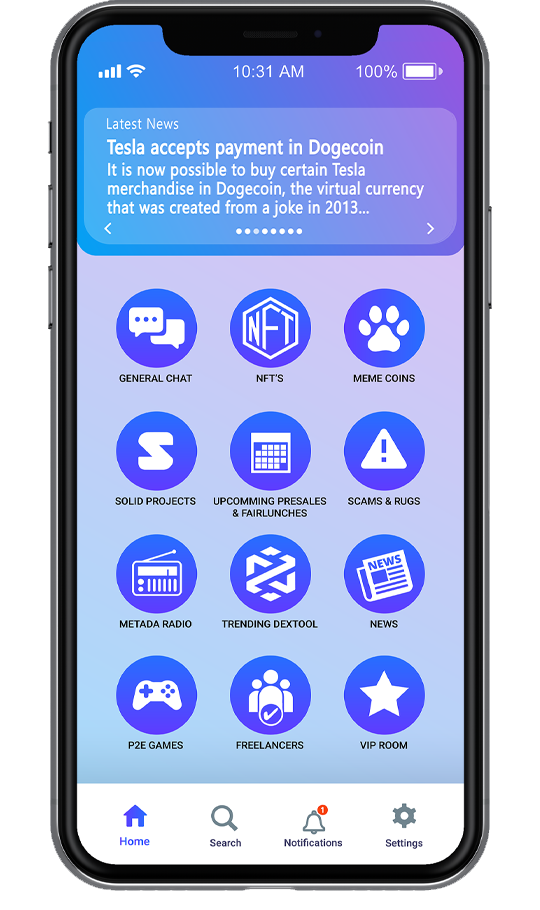 10:31 AM 100%
Latest News
Tesla accepts payment in Dogecoin
It is now possible to buy certain Tesla
merchandise in Dogecoin, the virtual currency
that was created from a joke in 2013...
NFT
GENERAL CHAT NFT'S MEME COINS
SOLID PROJECTS UPCOMMING PRESALES SCAMS & RUGS
& FAIRLUNCHES
NEWS
METADA RADIO TRENDING DEXTOOL NEWS
P2E GAMES FREELANCERS VIP ROOM
1
Home Search Notifications Settings